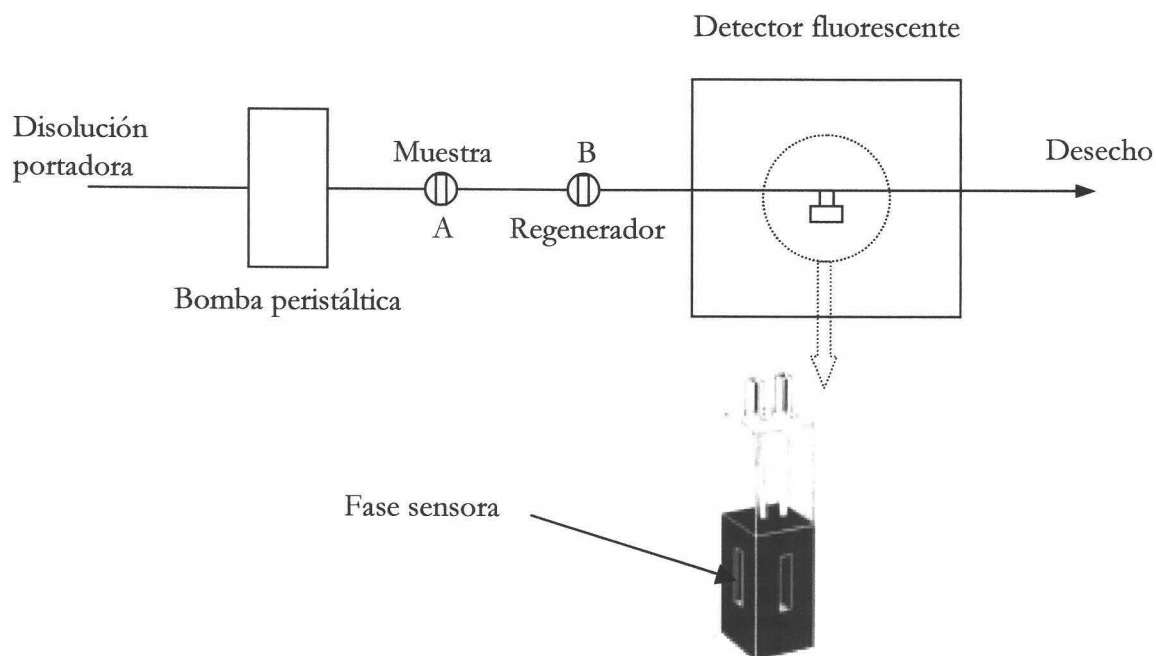 Detector fluorescente
Disolución
portadora
Muestra
A
B
Regenerador
Desecho
Bomba peristáltica
Fase sensora